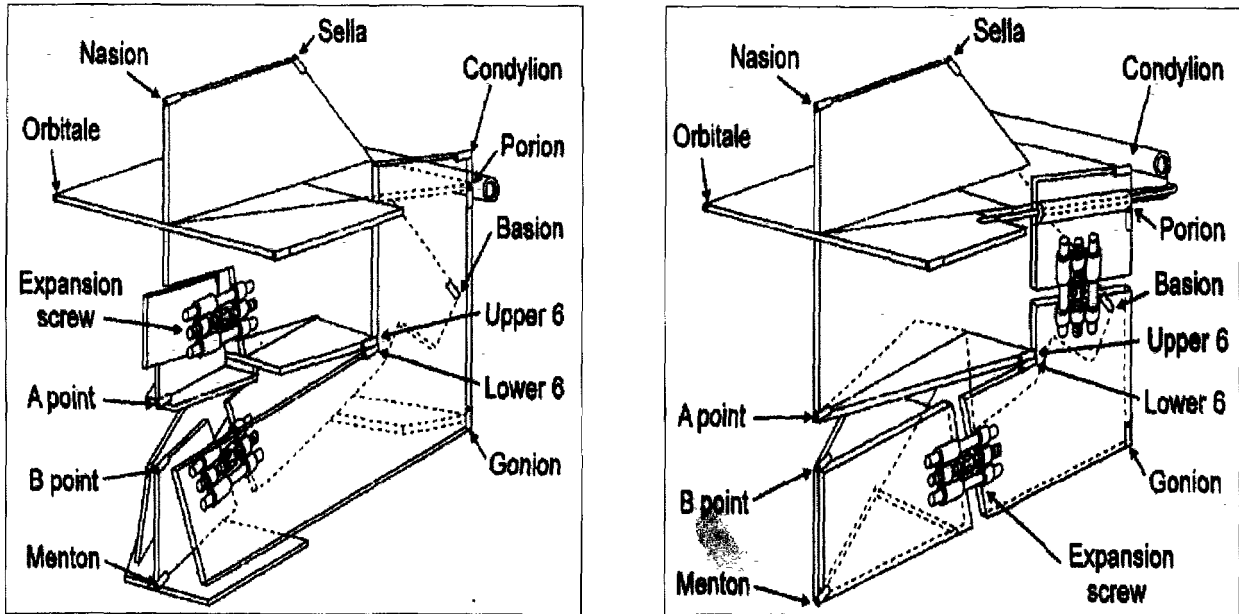 Sella
Nasion
Condylion
Orbitale
Porion
Basion
Expansion
screw
Upper 6
A point
Lower 6
B point
Gonion
Menton
Sella
Nasion
Condylion
Orbitale
Porion
Basion
Upper 6
A point
Lower 6
B point
Gonion
Expansion
screw
Menton